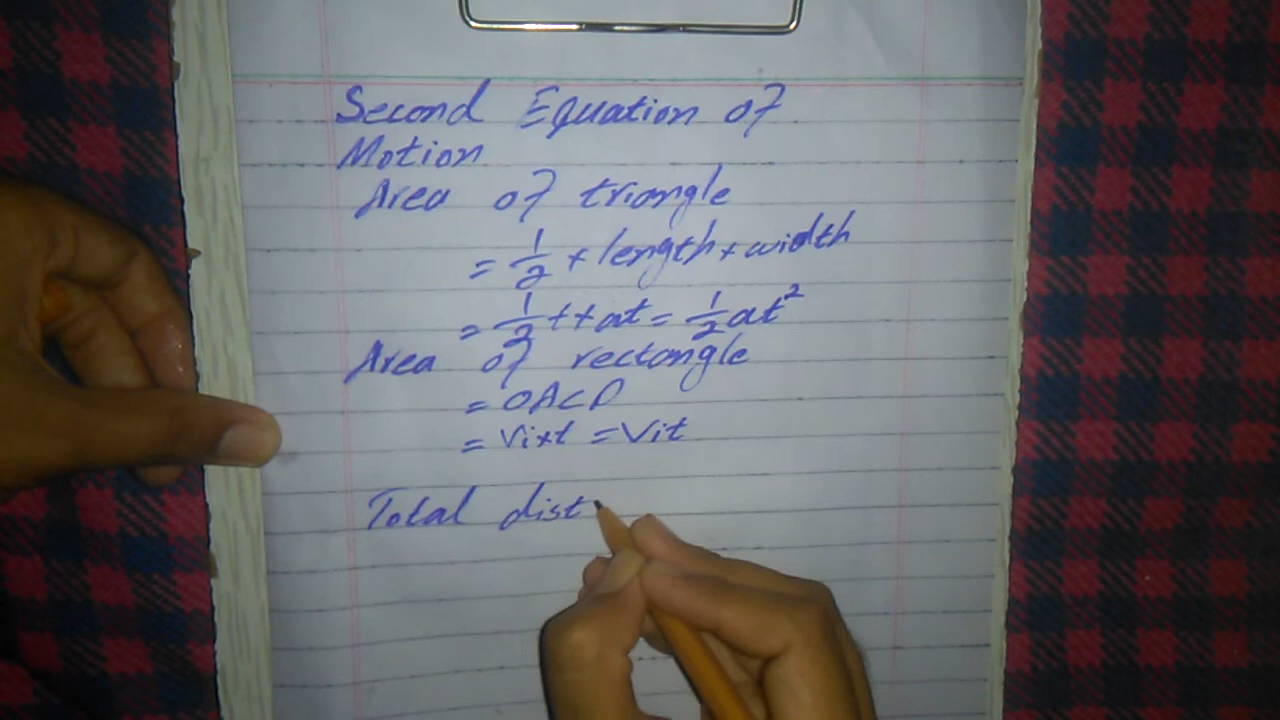 Second Equation of
Motion
Area of triangle
= 1/2 × length × width
= 1/2 t × at = 1/2 at²
Area of rectangle
= OACD
= Vi×t = Vit
Total dist